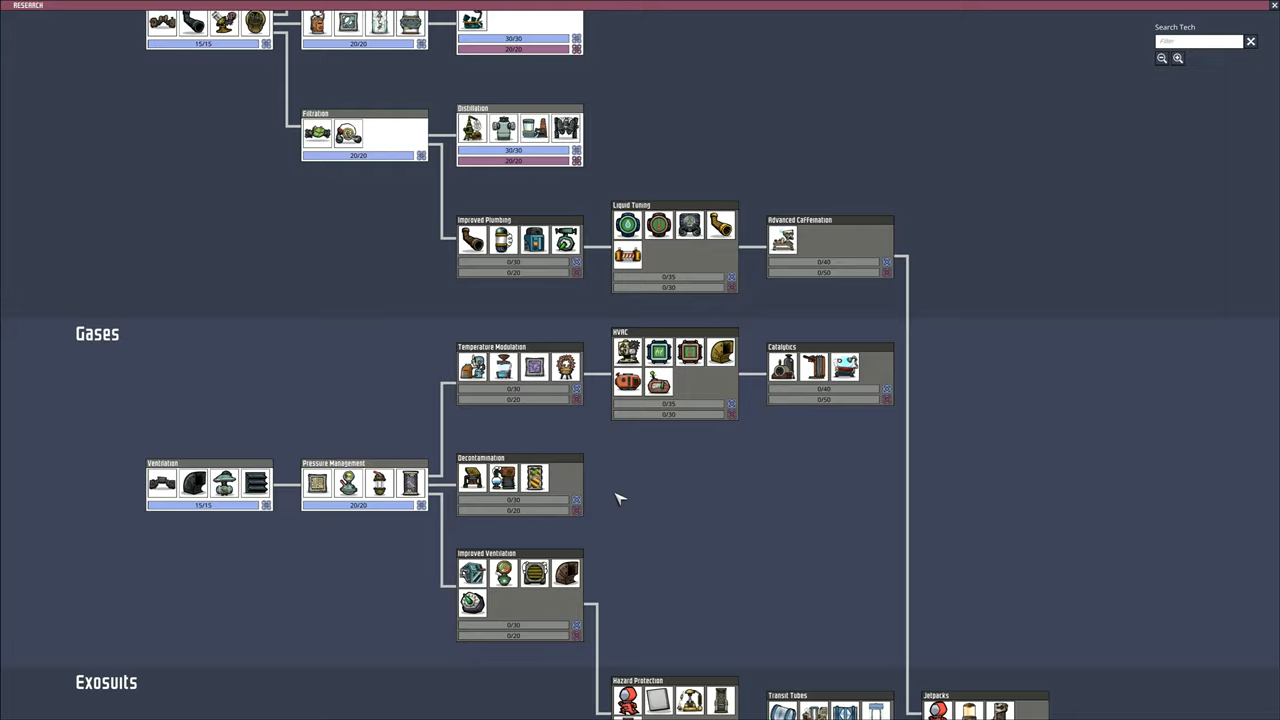 RESEARCH
Search Tech
Filter
15/15
20/20
30/30
20/20
Filtration
20/20
Distillation
30/30
20/20
Improved Plumbing
0/30
0/20
Liquid Tuning
0/35
0/30
Advanced Caffeination
0/40
0/50
Gases
Temperature Modulation
0/30
0/20
HVAC
0/35
0/30
Catalytics
0/40
0/50
Ventilation
15/15
Pressure Management
20/20
Decontamination
0/30
0/20
Improved Ventilation
0/30
0/20
Exosuits
Hazard Protection
Transit Tubes
Jetpacks